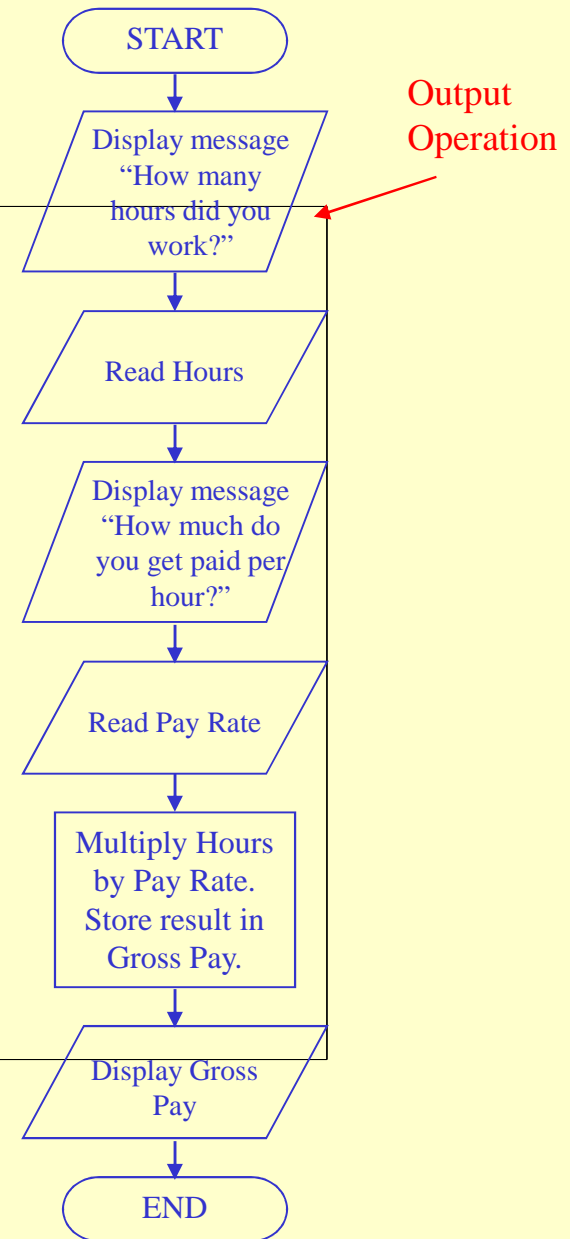 START
Output
Operation
Display message
“How many
hours did you
work?”
Read Hours
Display message
“How much do
you get paid per
hour?”
Read Pay Rate
Multiply Hours
by Pay Rate.
Store result in
Gross Pay.
Display Gross
Pay
END